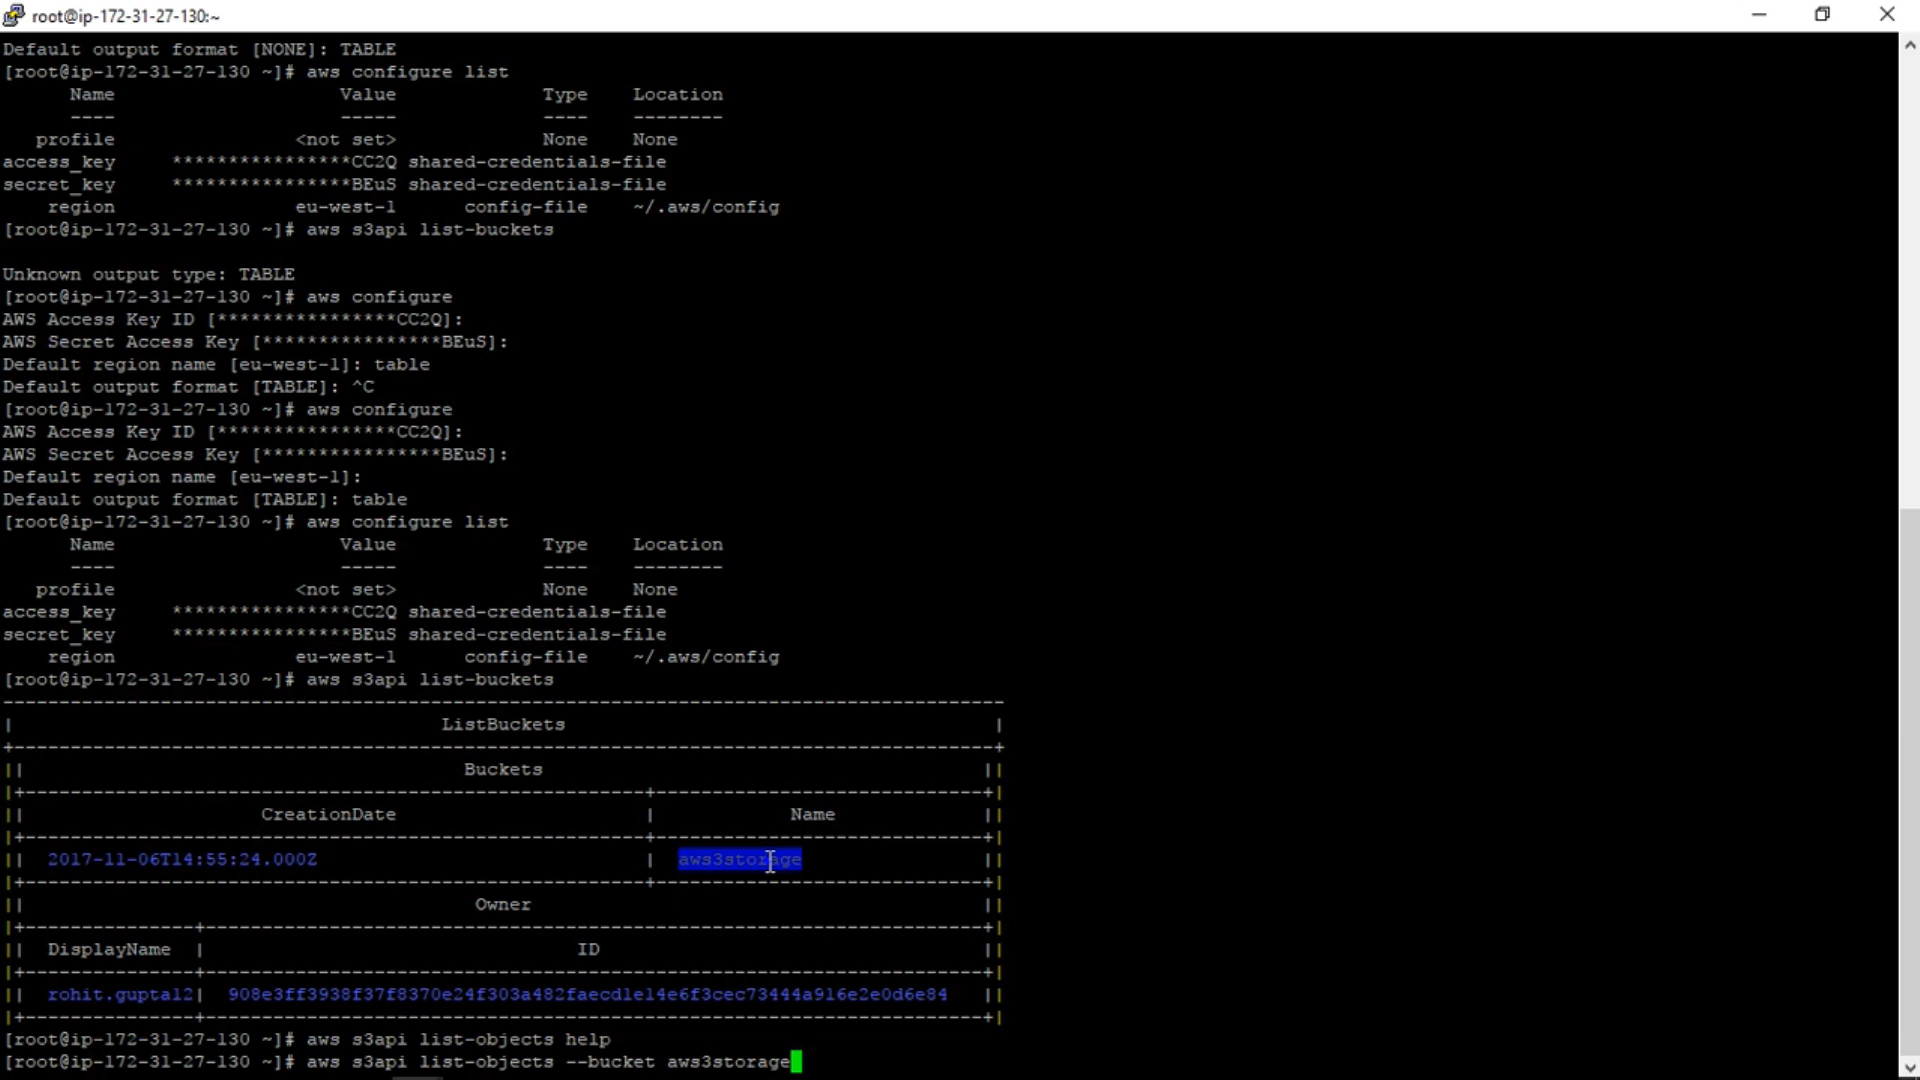 root@ip-172-31-27-130:~
Default output format [NONE]: TABLE
[root@ip-172-31-27-130 ~]# aws configure list
      Name                    Value             Type    Location
      ----                    -----             ----    --------
   profile                <not set>             None    None
access_key     ****************CC2Q shared-credentials-file
secret_key     ****************BEuS shared-credentials-file
    region                eu-west-1      config-file    ~/.aws/config
[root@ip-172-31-27-130 ~]# aws s3api list-buckets
Unknown output type: TABLE
[root@ip-172-31-27-130 ~]# aws configure
AWS Access Key ID [****************CC2Q]:
AWS Secret Access Key [****************BEuS]:
Default region name [eu-west-1]: table
Default output format [TABLE]: ^C
[root@ip-172-31-27-130 ~]# aws configure
AWS Access Key ID [****************CC2Q]:
AWS Secret Access Key [****************BEuS]:
Default region name [eu-west-1]:
Default output format [TABLE]: table
[root@ip-172-31-27-130 ~]# aws configure list
      Name                    Value             Type    Location
      ----                    -----             ----    --------
   profile                <not set>             None    None
access_key     ****************CC2Q shared-credentials-file
secret_key     ****************BEuS shared-credentials-file
    region                eu-west-1      config-file    ~/.aws/config
[root@ip-172-31-27-130 ~]# aws s3api list-buckets
ListBuckets
Buckets
CreationDate | Name
2017-11-06T14:55:24.000Z | aws3storage
Owner
DisplayName | ID
rohit.gupta12| 908e3ff3938f37f8370e24f303a482faecd1e14e6f3cec73444a916e2e0d6e84
[root@ip-172-31-27-130 ~]# aws s3api list-objects help
[root@ip-172-31-27-130 ~]# aws s3api list-objects --bucket aws3storage